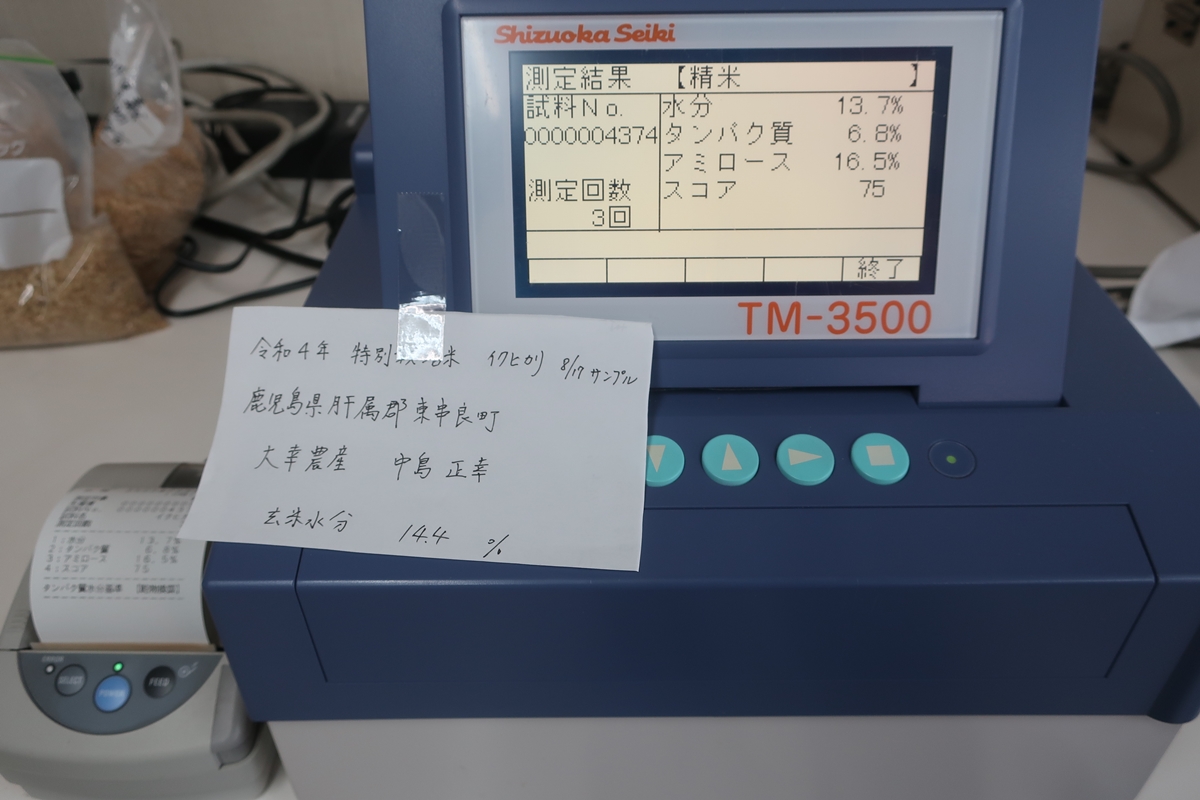 Shizuoka Seiki
測定結果 【精米 】
試料No.
0000004374
測定回数
3回
水分 13.7%
タンパク質 6.8%
アミロース 16.5%
スコア 75
終了
TM-3500
令和4年 特別 米 イクヒカリ 8/17 サンプル
鹿児島県肝属郡東串良町
大幸農産 中島 正幸
玄米水分 14.4 %
1:水分 13.7%
2:タンパク質 6.8%
3:アミロース 16.5%
4:スコア 75
SELECT
POWER
FEED